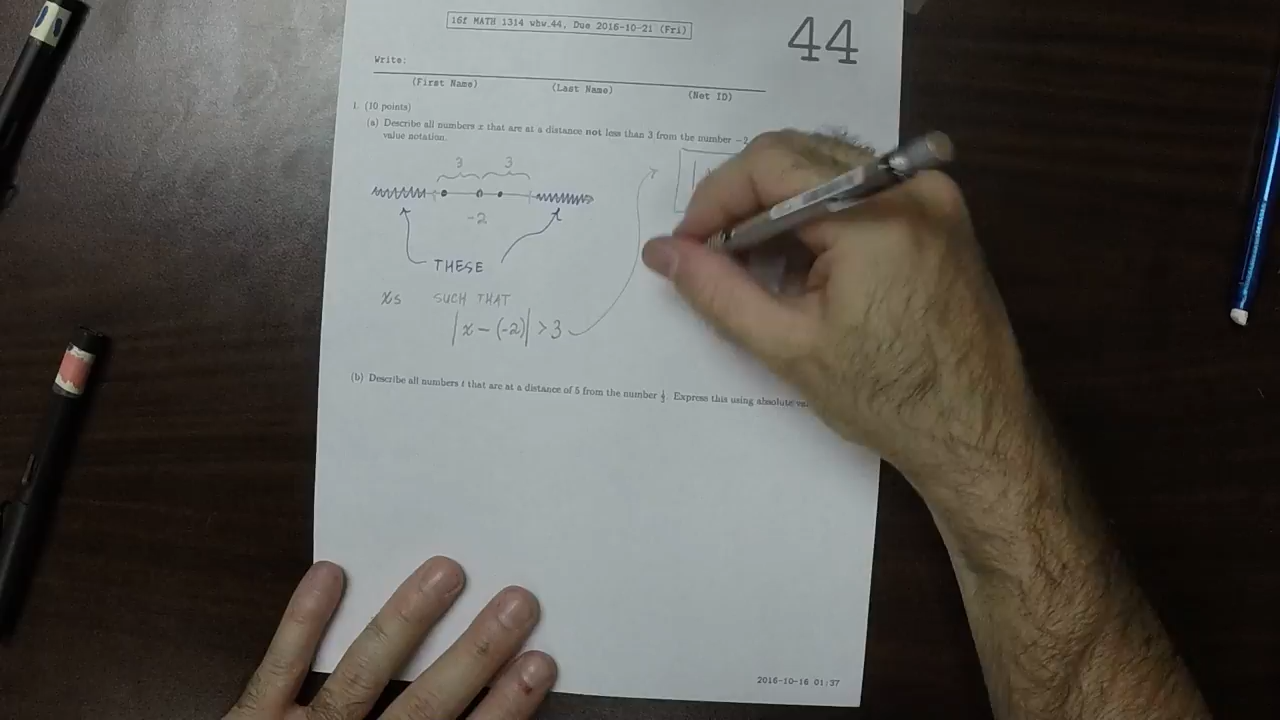 16f MATH 1314 whw.44, Due 2016-10-21 (Fri)
44
Write:
(First Name) (Last Name) (Net ID)
1. (10 points)
(a) Describe all numbers x that are at a distance not less than 3 from the number −2
value notation.
3 3
-2
THESE
xs SUCH THAT
|x - (-2)| > 3
(b) Describe all numbers t that are at a distance of 5 from the number ½. Express this using absolute
2016-10-16 01:37